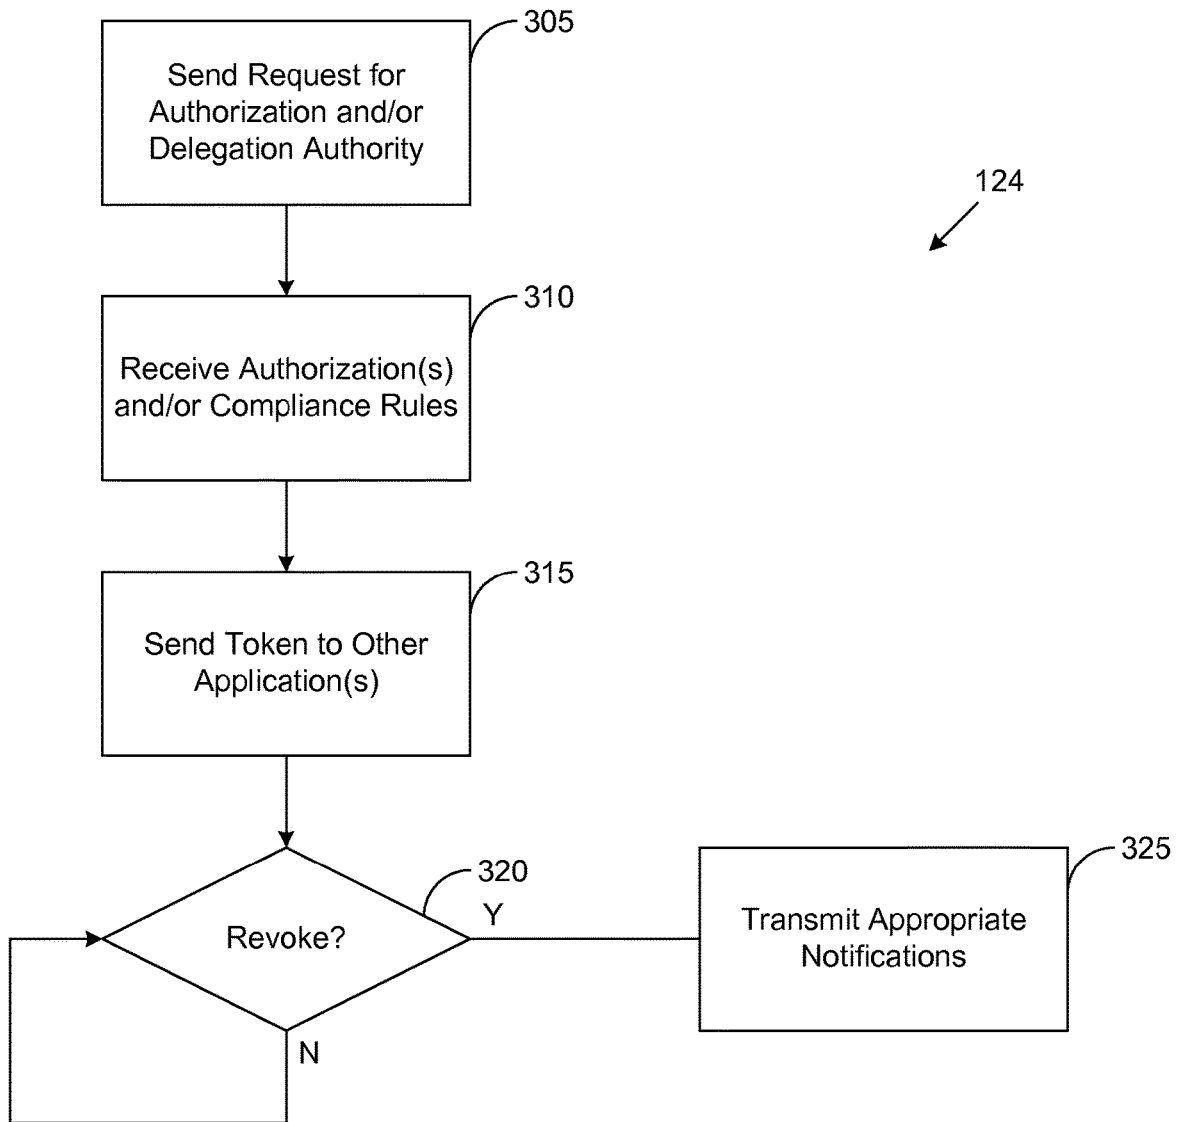 305
Send Request for
Authorization and/or
Delegation Authority
124
310
Receive Authorization(s)
and/or Compliance Rules
315
Send Token to Other
Application(s)
320
Revoke?
Y
N
325
Transmit Appropriate
Notifications